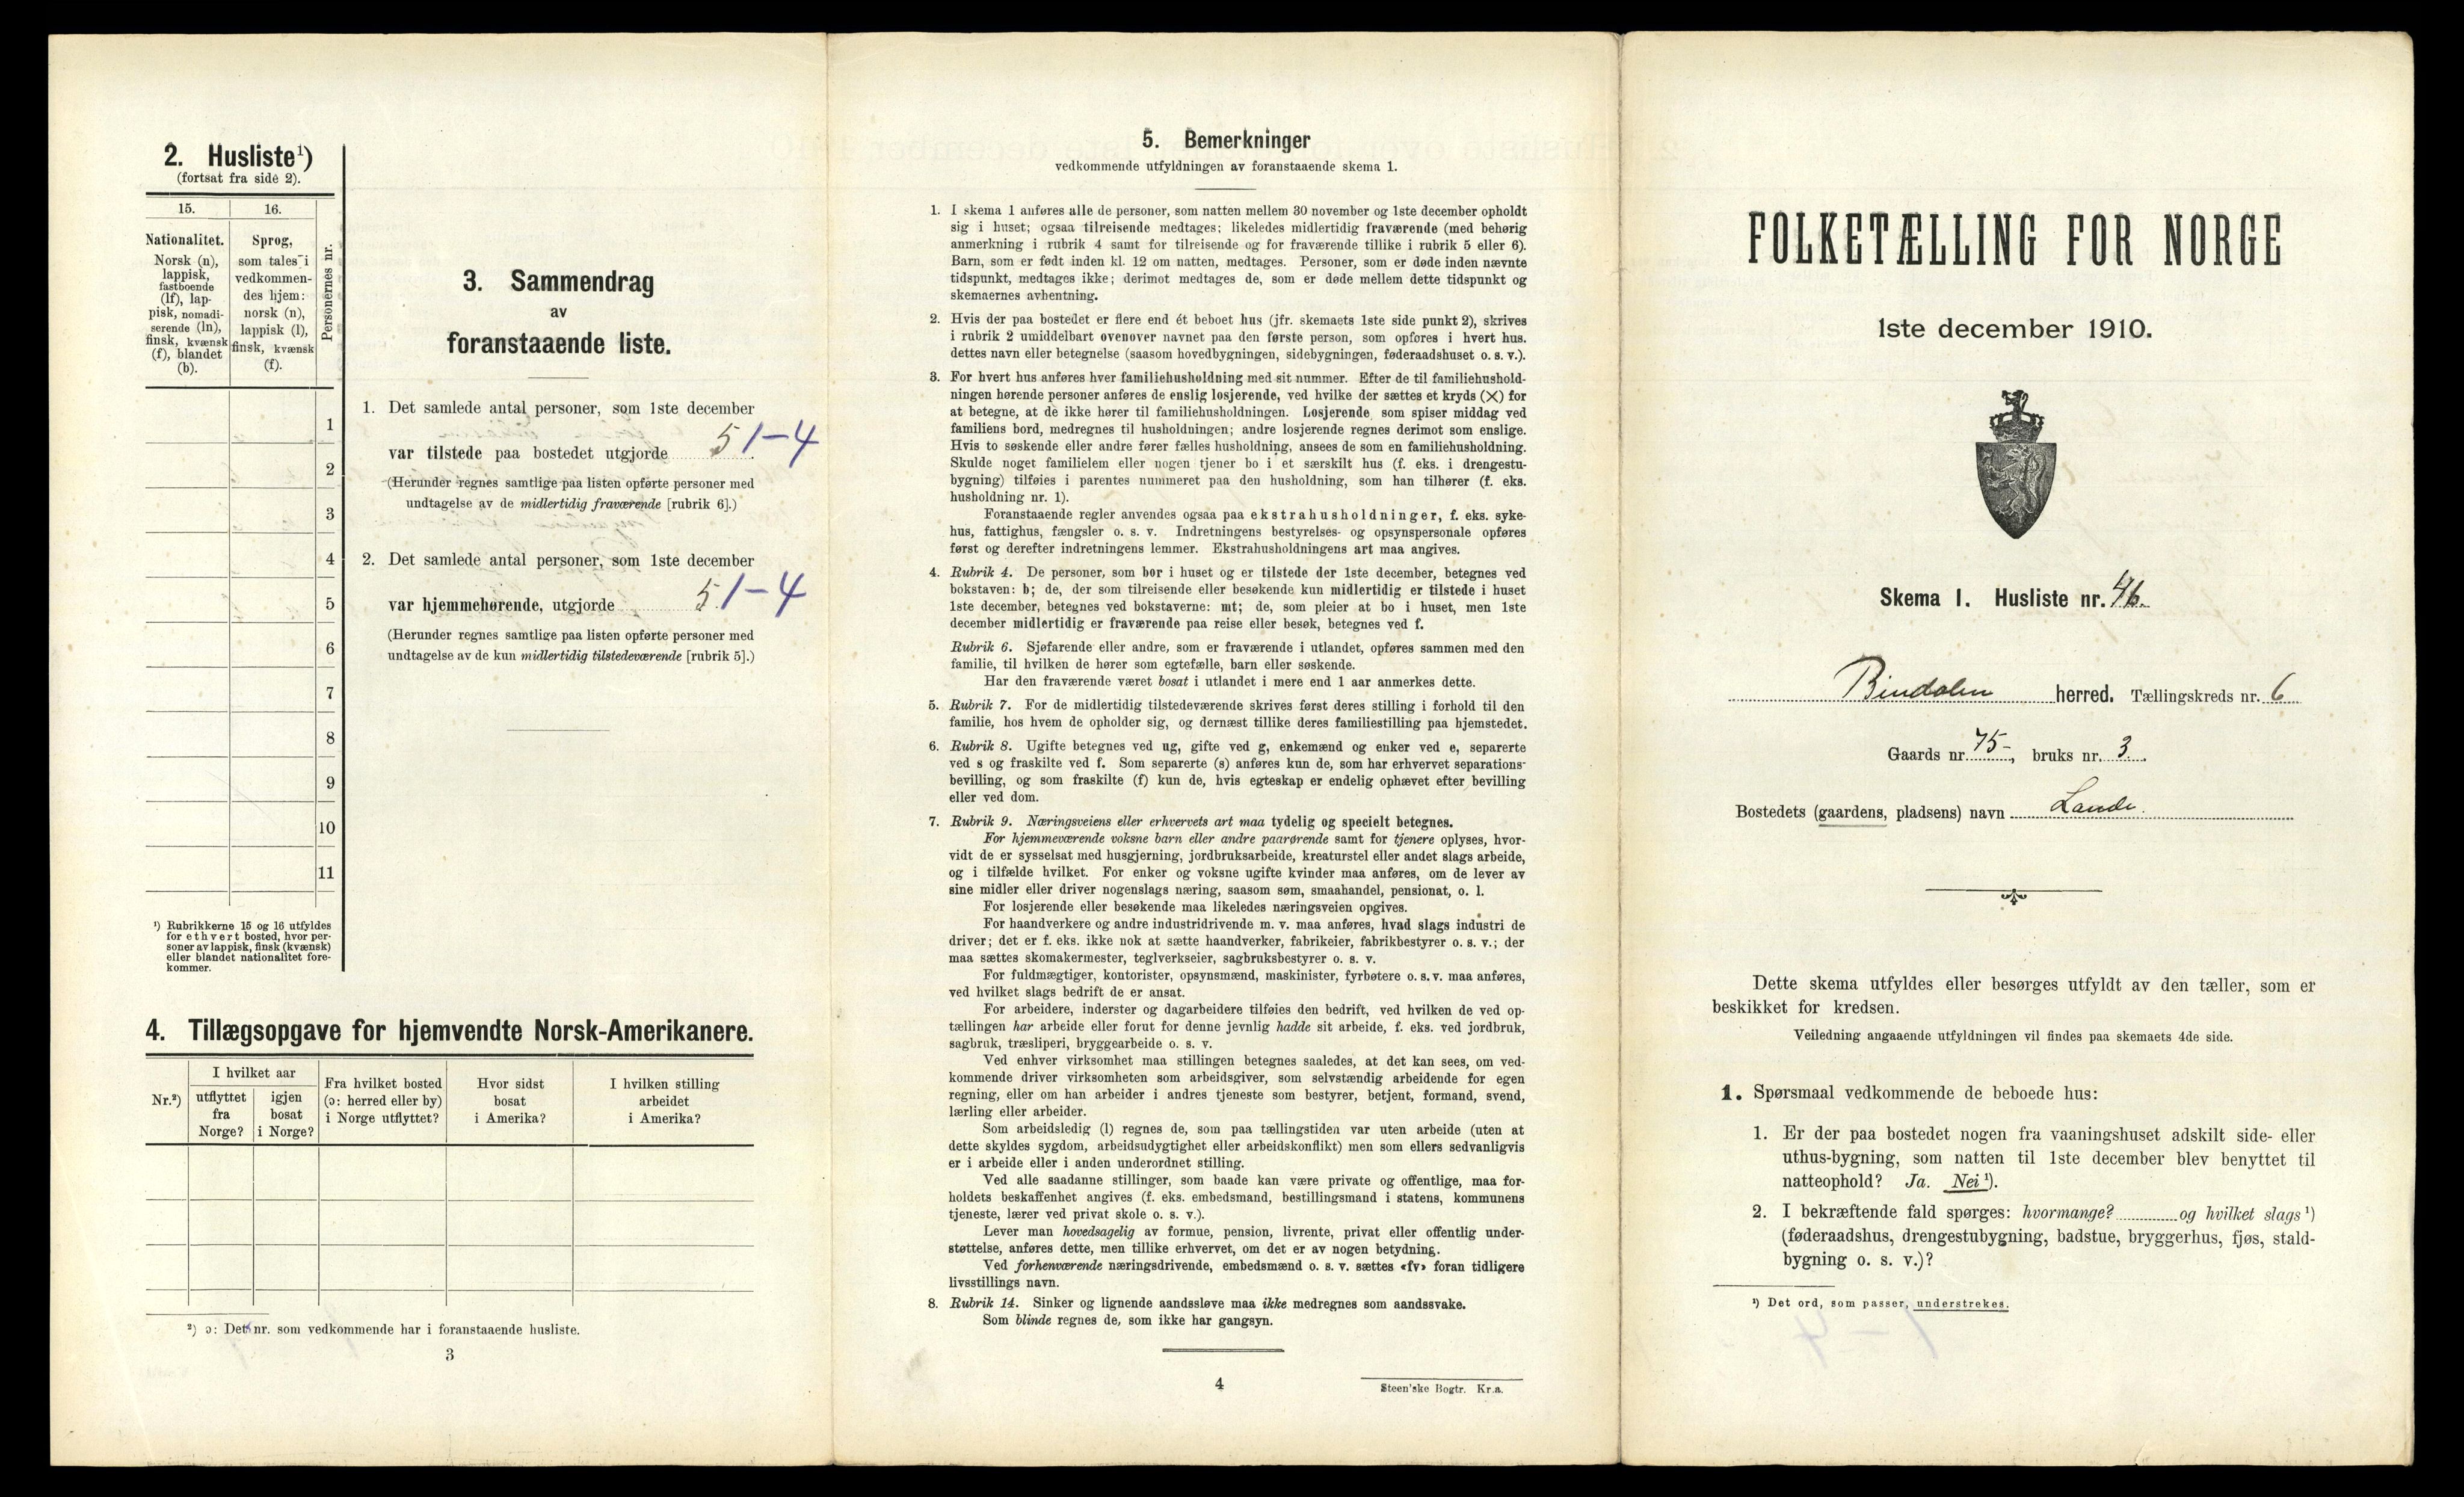 2. Husliste¹)
(fortsat fra side 2).
15.
16.
Personernes nr.
Nationalitet.
Norsk (n),
lappisk,
fastboende
(lf), lap-
pisk, nomadi-
serende (ln),
finsk, kvænsk
(f), blandet
(b).
Sprog,
som tales i
vedkommen-
des hjem:
norsk (n),
lappisk (l),
finsk, kvænsk
(f).
1
2
3
4
5
6
7
8
9
10
11
¹) Rubrikkerne 15 og 16 utfyldes
for ethvert bosted, hvor per-
soner av lappisk, finsk (kvænsk)
eller blandet nationalitet fore-
kommer.
3. Sammendrag
av
foranstaaende liste.
1. Det samlede antal personer, som 1ste december
var tilstede paa bostedet utgjorde 5 1-4
(Herunder regnes samtlige paa listen opførte personer med
undtagelse av de midlertidig fraværende [rubrik 6].)
2. Det samlede antal personer, som 1ste december
var hjemmehørende, utgjorde 5 1-4
(Herunder regnes samtlige paa listen opførte personer med
undtagelse av de kun midlertidig tilstedeværende [rubrik 5].)
4. Tillægsopgave for hjemvendte Norsk-Amerikanere.
Nr.²)
I hvilket aar
utflyttet
fra
Norge?
igjen
bosat
i Norge?
Fra hvilket bosted
(ɔ: herred eller by)
i Norge utflyttet?
Hvor sidst
bosat
i Amerika?
I hvilken stilling
arbeidet
i Amerika?
²) ɔ: Det nr. som vedkommende har i foranstaaende husliste.
3
5. Bemerkninger
vedkommende utfyldningen av foranstaaende skema 1.
1. I skema 1 anføres alle de personer, som natten mellem 30 november og 1ste december opholdt
sig i huset; ogsaa tilreisende medtages; likeledes midlertidig fraværende (med behørig
anmerkning i rubrik 4 samt for tilreisende og for fraværende tillike i rubrik 5 eller 6).
Barn, som er født inden kl. 12 om natten, medtages. Personer, som er døde inden nævnte
tidspunkt, medtages ikke; derimot medtages de, som er døde mellem dette tidspunkt og
skemaernes avhentning.
2. Hvis der paa bostedet er flere end ét beboet hus (jfr. skemaets 1ste side punkt 2), skrives
i rubrik 2 umiddelbart ovenover navnet paa den første person, som opføres i hvert hus.
dettes navn eller betegnelse (saasom hovedbygningen, sidebygningen, føderaadshuset o. s. v.).
3. For hvert hus anføres hver familiehusholdning med sit nummer. Efter de til familiehushold-
ningen hørende personer anføres de enslig losjerende, ved hvilke der sættes et kryds (×) for
at betegne, at de ikke hører til familiehusholdningen. Losjerende som spiser middag ved
familiens bord, medregnes til husholdningen; andre losjerende regnes derimot som enslige.
Hvis to søskende eller andre fører fælles husholdning, ansees de som en familiehusholdning.
Skulde noget familielem eller nogen tjener bo i et særskilt hus (f. eks. i drengestu-
bygning) tilføies i parentes nummeret paa den husholdning, som han tilhører (f. eks.
husholdning nr. 1).
Foranstaaende regler anvendes ogsaa paa ekstrahusholdninger, f. eks. syke-
hus, fattighus, fængsler o. s. v. Indretningens bestyrelses- og opsynspersonale opføres
først og derefter indretningens lemmer. Ekstrahusholdningens art maa angives.
4. Rubrik 4. De personer, som bor i huset og er tilstede der 1ste december, betegnes ved
bokstaven: b; de, der som tilreisende eller besøkende kun midlertidig er tilstede i huset
1ste december, betegnes ved bokstaverne: mt; de, som pleier at bo i huset, men 1ste
december midlertidig er fraværende paa reise eller besøk, betegnes ved f.
Rubrik 6. Sjøfarende eller andre, som er fraværende i utlandet, opføres sammen med den
familie, til hvilken de hører som egtefælle, barn eller søskende.
Har den fraværende været bosat i utlandet i mere end 1 aar anmerkes dette.
5. Rubrik 7. For de midlertidig tilstedeværende skrives først deres stilling i forhold til den
familie, hos hvem de opholder sig, og dernæst tillike deres familiestilling paa hjemstedet.
6. Rubrik 8. Ugifte betegnes ved ug, gifte ved g, enkemænd og enker ved e, separerte
ved s og fraskilte ved f. Som separerte (s) anføres kun de, som har erhvervet separations-
bevilling, og som fraskilte (f) kun de, hvis egteskap er endelig ophævet efter bevilling
eller ved dom.
7. Rubrik 9. Næringsveiens eller erhvervets art maa tydelig og specielt betegnes.
For hjemmeværende voksne barn eller andre paarørende samt for tjenere oplyses, hvor-
vidt de er sysselsat med husgjerning, jordbruksarbeide, kreaturstel eller andet slags arbeide,
og i tilfælde hvilket. For enker og voksne ugifte kvinder maa anføres, om de lever av
sine midler eller driver nogenslags næring, saasom søm, smaahandel, pensionat, o. l.
For losjerende eller besøkende maa likeledes næringsveien opgives.
For haandverkere og andre industridrivende m. v. maa anføres, hvad slags industri de
driver; det er f. eks. ikke nok at sætte haandverker, fabrikeier, fabrikbestyrer o. s. v.; der
maa sættes skomakermester, teglverkseier, sagbruksbestyrer o. s. v.
For fuldmægtiger, kontorister, opsynsmænd, maskinister, fyrbøtere o. s. v. maa anføres,
ved hvilket slags bedrift de er ansat.
For arbeidere, inderster og dagarbeidere tilføies den bedrift, ved hvilken de ved op-
tællingen har arbeide eller forut for denne jevnlig hadde sit arbeide, f. eks. ved jordbruk,
sagbruk, træsliperi, bryggearbeide o. s. v.
Ved enhver virksomhet maa stillingen betegnes saaledes, at det kan sees, om ved-
kommende driver virksomheten som arbeidsgiver, som selvstændig arbeidende for egen
regning, eller om han arbeider i andres tjeneste som bestyrer, betjent, formand, svend,
lærling eller arbeider.
Som arbeidsledig (l) regnes de, som paa tællingstiden var uten arbeide (uten at
dette skyldes sygdom, arbeidsudygtighet eller arbeidskonflikt) men som ellers sedvanligvis
er i arbeide eller i anden underordnet stilling.
Ved alle saadanne stillinger, som baade kan være private og offentlige, maa for-
holdets beskaffenhet angives (f. eks. embedsmand, bestillingsmand i statens, kommunens
tjeneste, lærer ved privat skole o. s. v.).
Lever man hovedsagelig av formue, pension, livrente, privat eller offentlig under-
støttelse, anføres dette, men tillike erhvervet, om det er av nogen betydning.
Ved forhenværende næringsdrivende, embedsmænd o. s. v. sættes «fv» foran tidligere
livsstillings navn.
8. Rubrik 14. Sinker og lignende aandssløve maa ikke medregnes som aandssvake.
Som blinde regnes de, som ikke har gangsyn.
4
Steen'ske Bogtr. Kr.a.
FOLKETÆLLING FOR NORGE
1ste december 1910.
Skema 1. Husliste nr. 46.
Bindalen herred. Tællingskreds nr. 6
Gaards nr. 75-, bruks nr. 3.
Bostedets (gaardens, pladsens) navn Lande.
Dette skema utfyldes eller besørges utfyldt av den tæller, som er
beskikket for kredsen.
Veiledning angaaende utfyldningen vil findes paa skemaets 4de side.
1. Spørsmaal vedkommende de beboede hus:
1. Er der paa bostedet nogen fra vaaningshuset adskilt side- eller
uthus-bygning, som natten til 1ste december blev benyttet til
natteophold? Ja. Nei ¹).
2. I bekræftende fald spørges: hvormange? og hvilket slags ¹)
(føderaadshus, drengestubygning, badstue, bryggerhus, fjøs, stald-
bygning o. s. v.)?
¹) Det ord, som passer, understrekes.